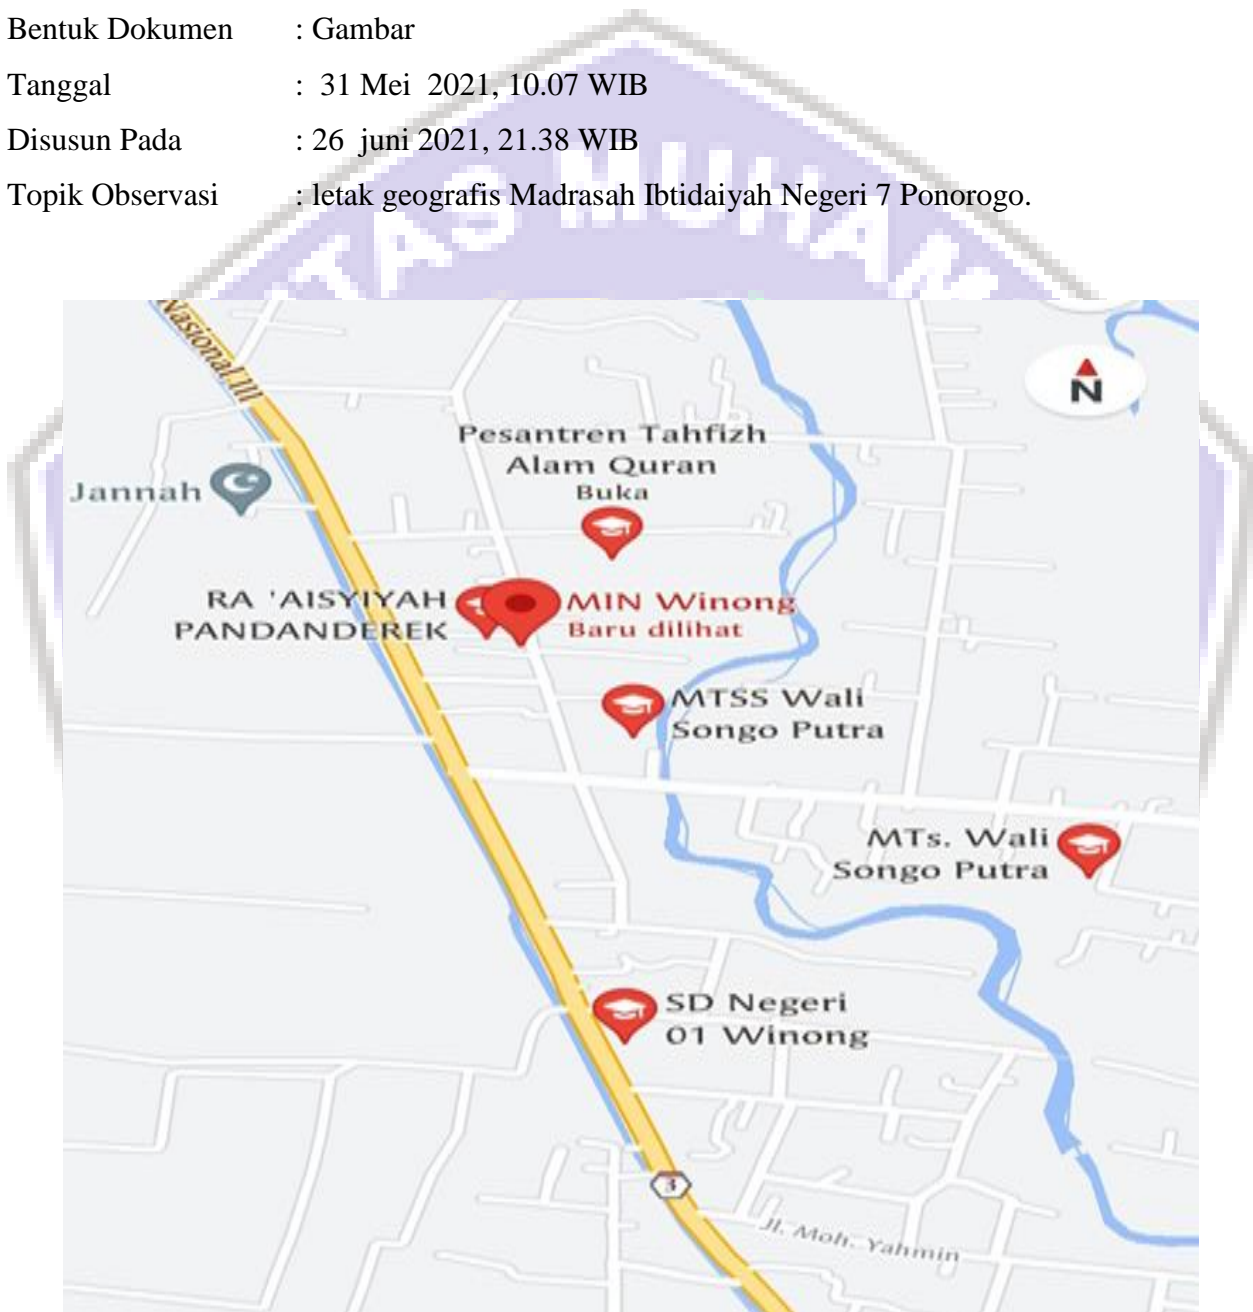 Bentuk Dokumen : Gambar
Tanggal : 31 Mei 2021, 10.07 WIB
Disusun Pada : 26 juni 2021, 21.38 WIB
Topik Observasi : letak geografis Madrasah Ibtidaiyah Negeri 7 Ponorogo.
TAS MUHAM
Nasional III
N
Pesantren Tahfizh
Alam Quran
Buka
Jannah
RA 'AISYIYAH
PANDANDEREK
MIN Winong
Baru dilihat
MTSS Wali
Songo Putra
MTs. Wali
Songo Putra
SD Negeri
01 Winong
3
Jl. Moh. Yahmin